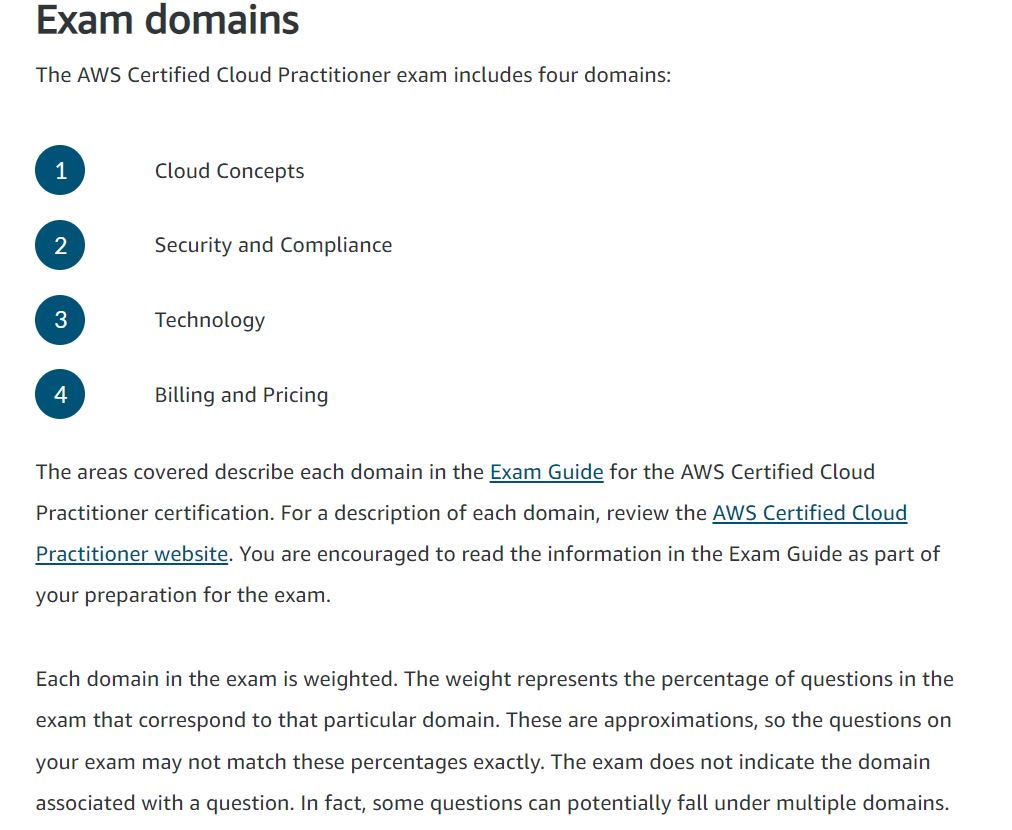 Exam domains
The AWS Certified Cloud Practitioner exam includes four domains:
1 Cloud Concepts
2 Security and Compliance
3 Technology
4 Billing and Pricing
The areas covered describe each domain in the Exam Guide for the AWS Certified Cloud
Practitioner certification. For a description of each domain, review the AWS Certified Cloud
Practitioner website. You are encouraged to read the information in the Exam Guide as part of
your preparation for the exam.
Each domain in the exam is weighted. The weight represents the percentage of questions in the
exam that correspond to that particular domain. These are approximations, so the questions on
your exam may not match these percentages exactly. The exam does not indicate the domain
associated with a question. In fact, some questions can potentially fall under multiple domains.